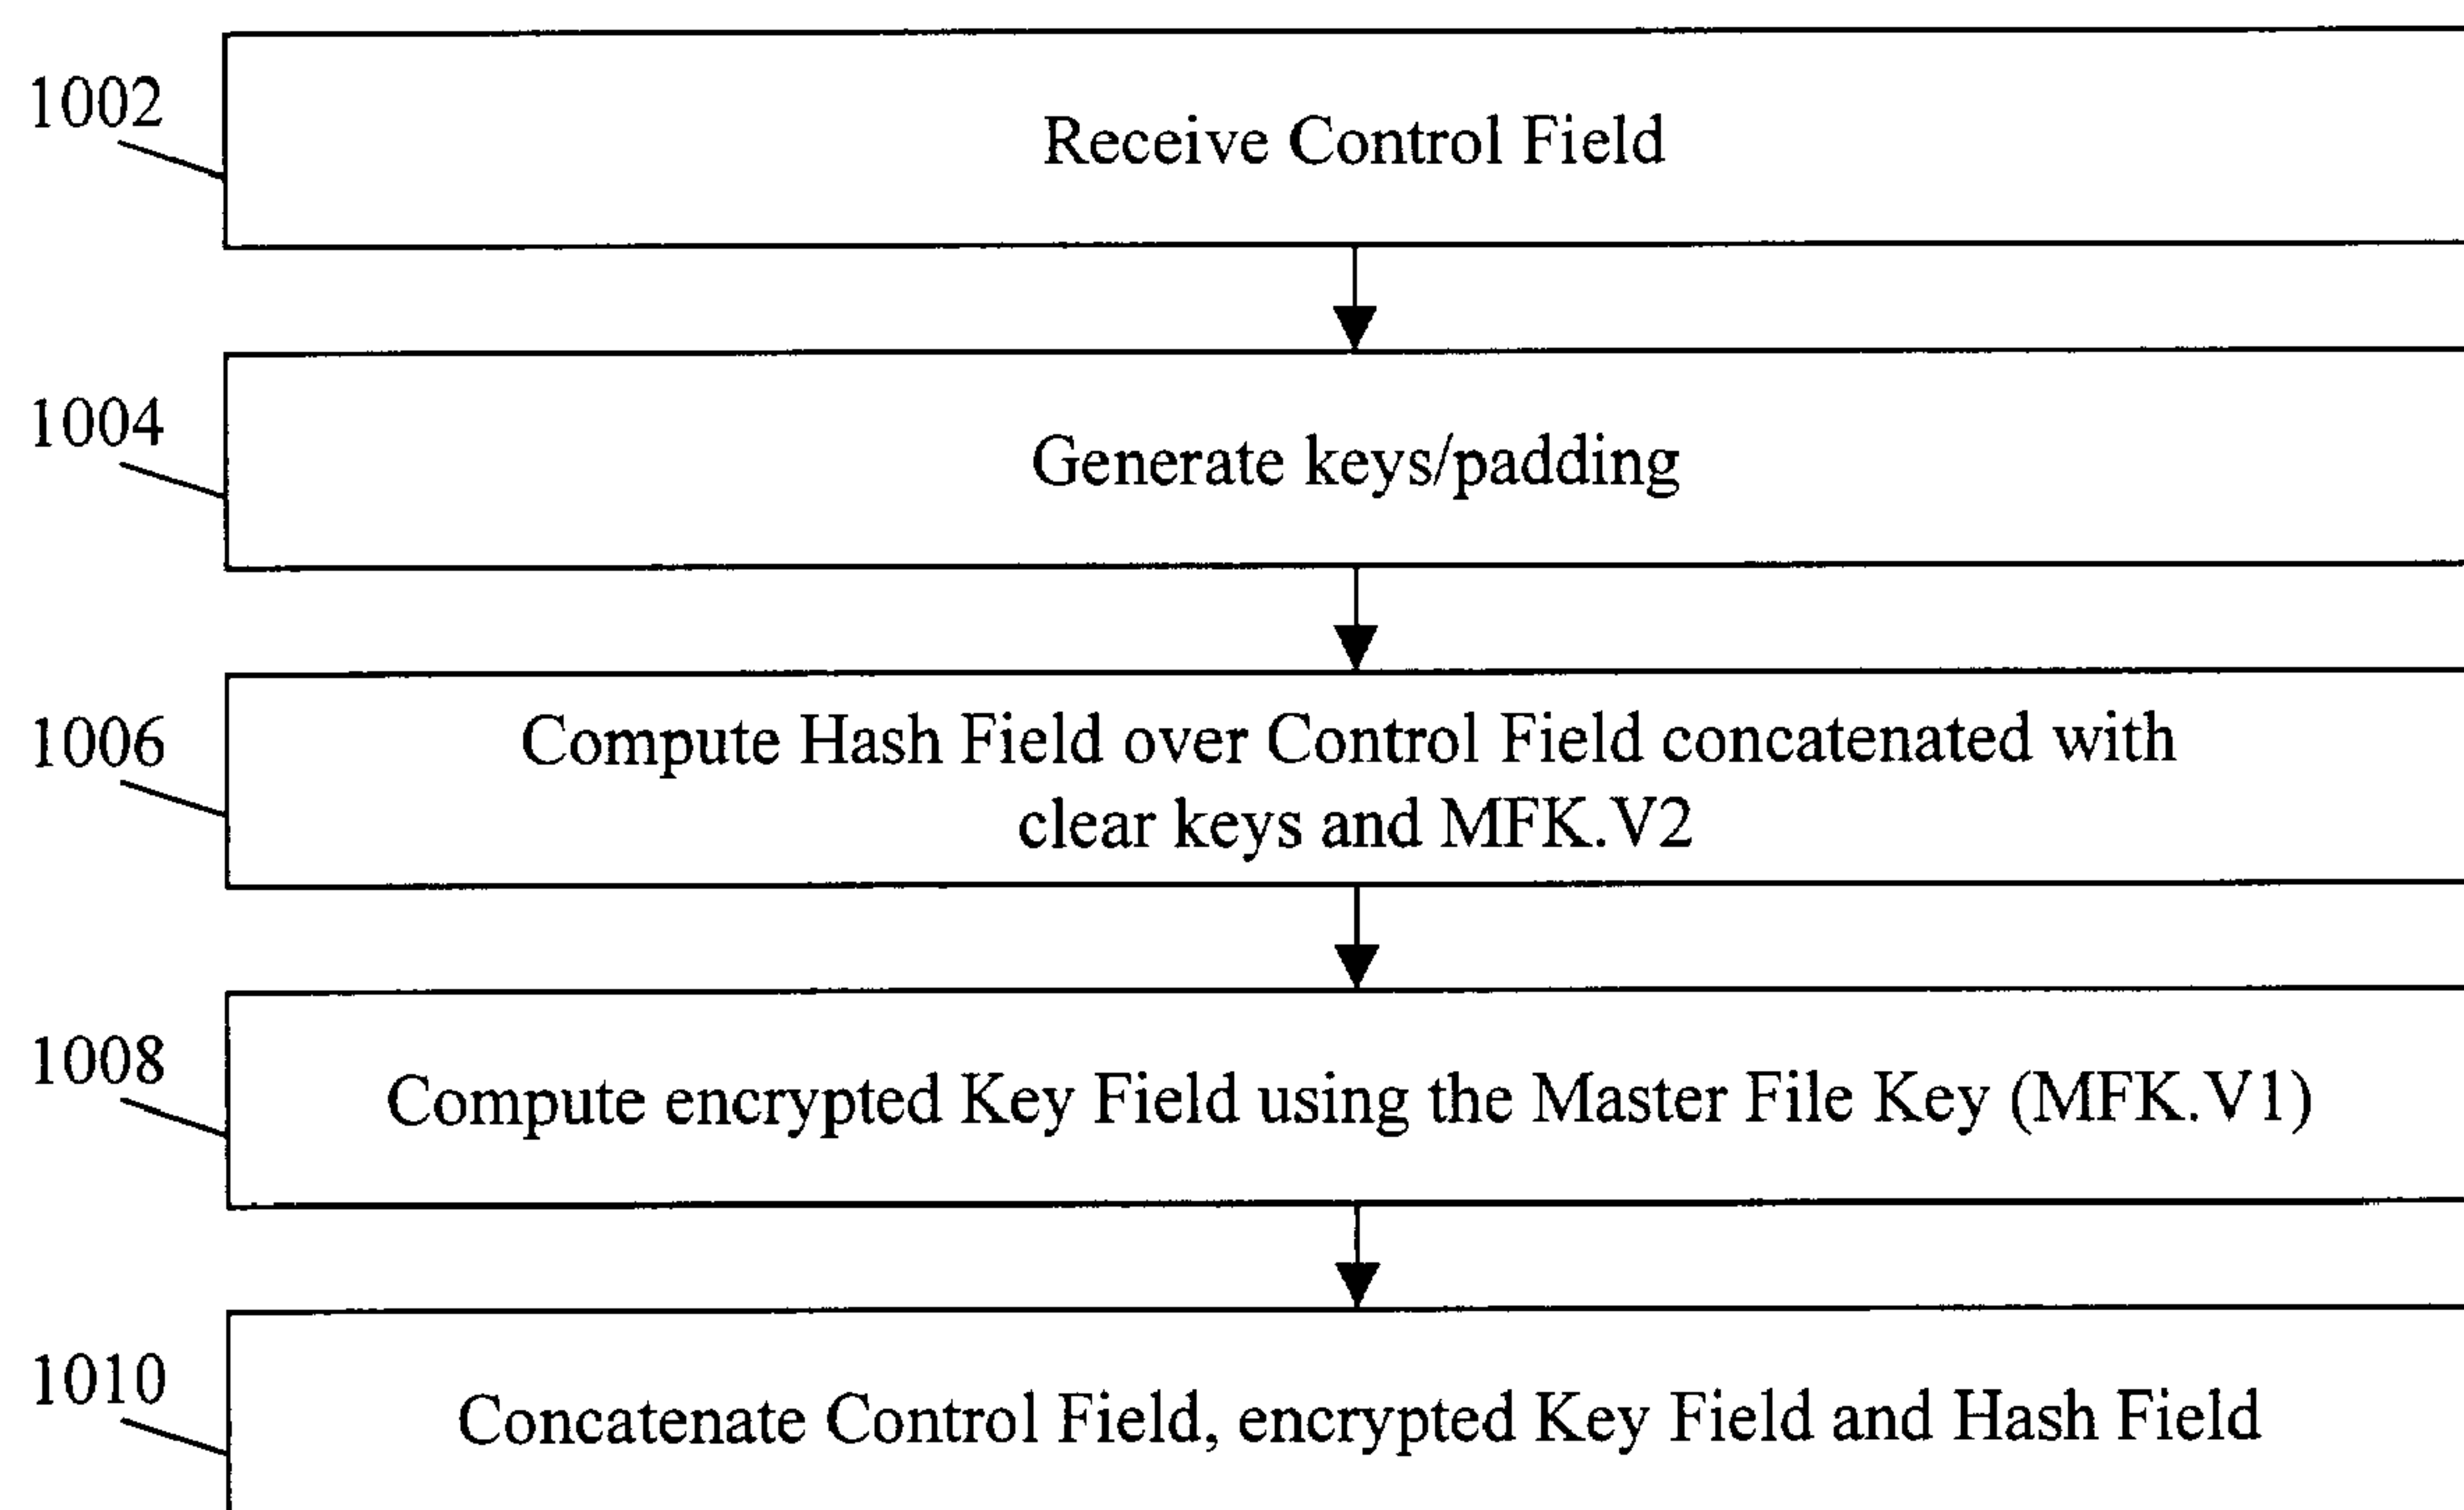 1002
Receive Control Field
1004
Generate keys/padding
1006
Compute Hash Field over Control Field concatenated with
clear keys and MFK.V2
1008
Compute encrypted Key Field using the Master File Key (MFK.V1)
1010
Concatenate Control Field, encrypted Key Field and Hash Field